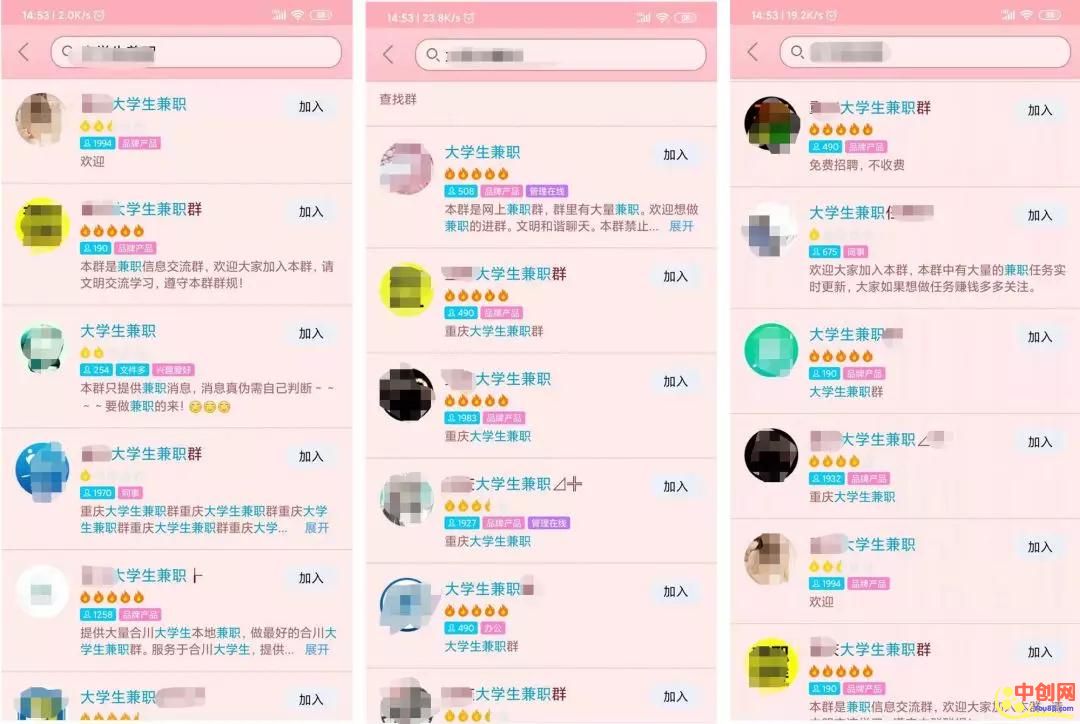 14:53 | 2.0K/s
大学生兼职
加入
1994 品牌产品
欢迎
大学生兼职群
加入
190 品牌产品
本群是兼职信息交流群，欢迎大家加入本群，请
文明交流学习，遵守本群群规！
大学生兼职
加入
254 文件多 兴趣爱好
本群只提供兼职消息，消息真伪需自己判断~~
~~要做兼职的来！
大学生兼职群
加入
1970 同事
重庆大学生兼职群重庆大学生兼职群重庆大学
生兼职群重庆大学生兼职群重庆大学... 展开
大学生兼职
加入
1258 品牌产品
提供大量合川大学生本地兼职，做最好的合川大
学生兼职群。服务于合川大学生，提供... 展开
大学生兼职
加入
14:53 | 23.8K/s
查找群
大学生兼职
加入
508 品牌产品 管理在线
本群是网上兼职群，群里有大量兼职。欢迎想做
兼职的进群。文明和谐聊天。本群禁止... 展开
大学生兼职群
加入
490 品牌产品
重庆大学生兼职群
大学生兼职
加入
1983 品牌产品
重庆大学生兼职
大学生兼职
加入
1927 品牌产品 管理在线
重庆大学生兼职
大学生兼职
加入
490 办公
大学生兼职群
大学生兼职群
加入
14:53 | 19.2K/s
大学生兼职群
加入
490 品牌产品
免费招聘，不收费
大学生兼职任
加入
675 同事
欢迎大家加入本群，本群中有大量的兼职任务实
时更新，大家如果想做任务赚钱多多关注。
大学生兼职
加入
190 品牌产品
大学生兼职群
大学生兼职
加入
1932 品牌产品
重庆大学生兼职
大学生兼职
加入
1994 品牌产品
欢迎
大学生兼职群
加入
190 品牌产品
本群是兼职信息交流群，欢迎大家加入本群，请
中创网